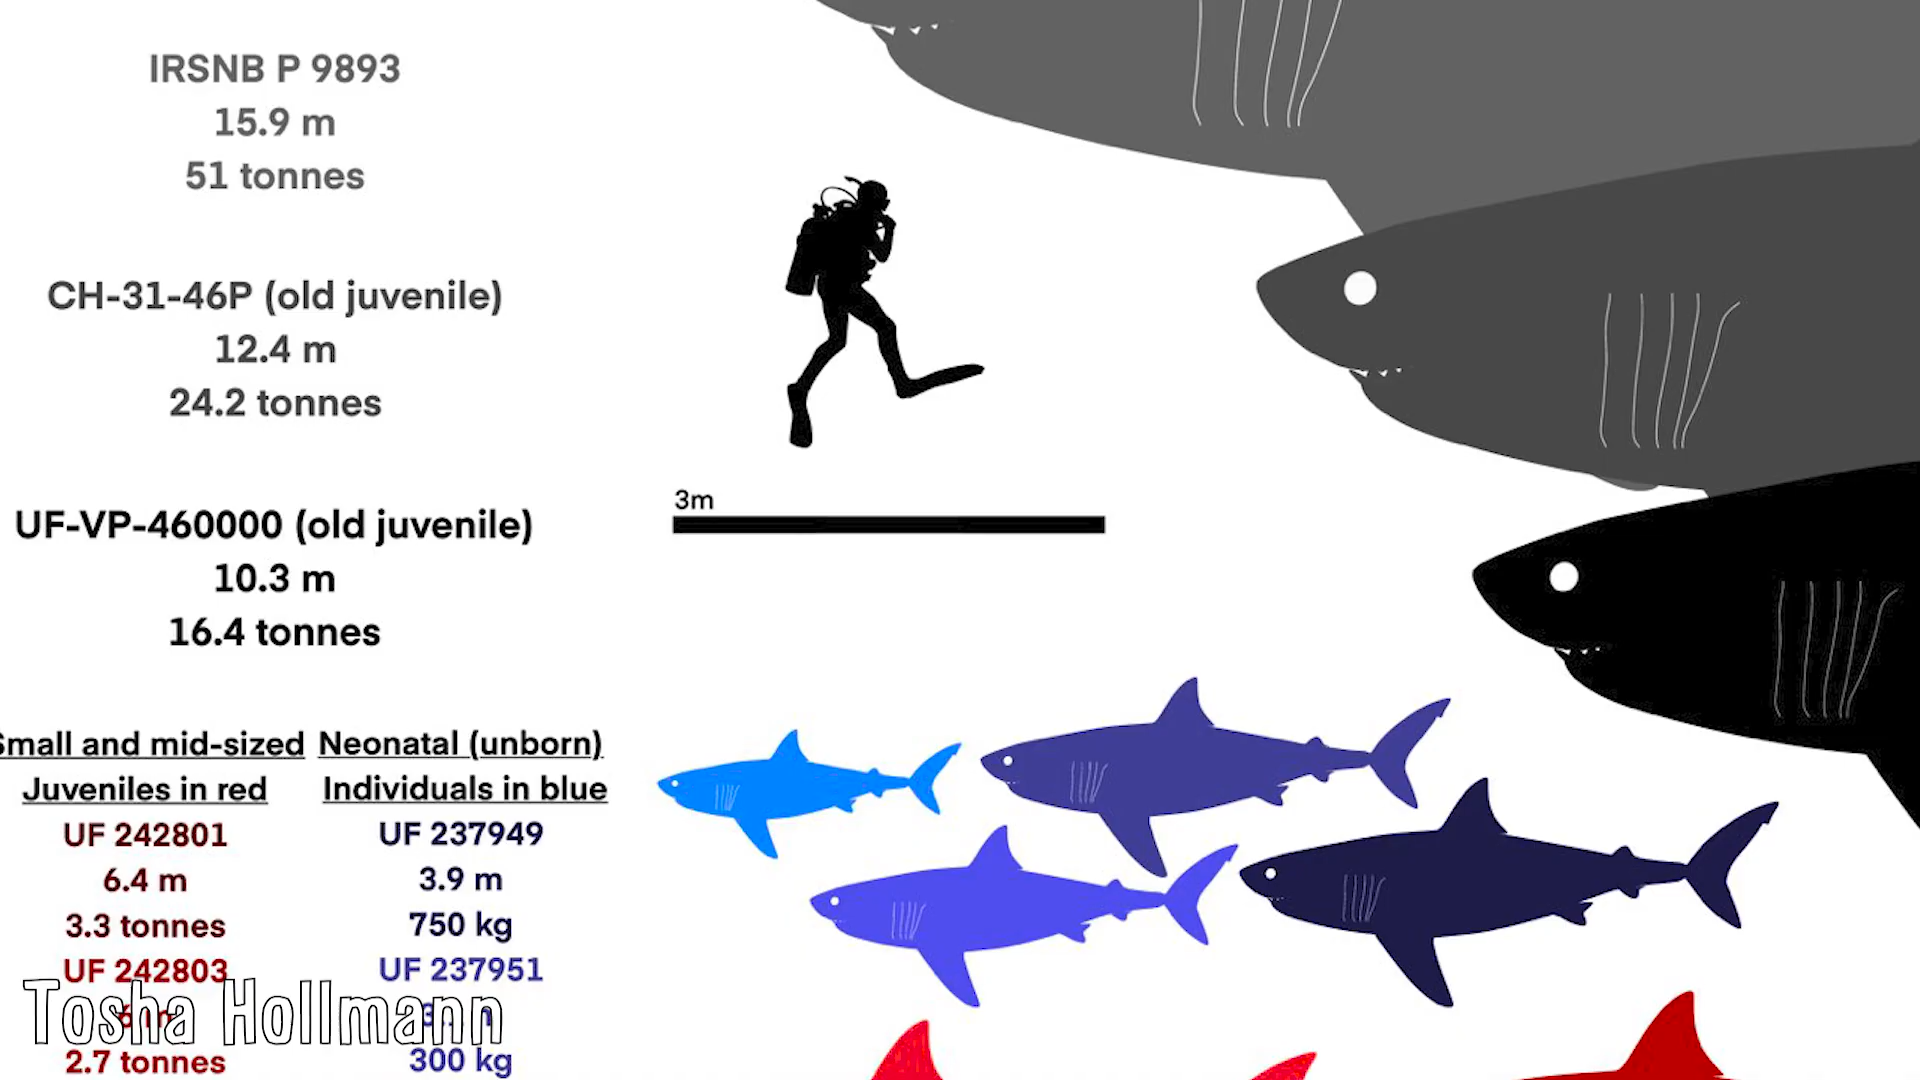 IRSNB P 9893
15.9 m
51 tonnes
CH-31-46P (old juvenile)
12.4 m
24.2 tonnes
UF-VP-460000 (old juvenile)
10.3 m
16.4 tonnes
3m
Small and mid-sized
Juveniles in red
UF 242801
6.4 m
3.3 tonnes
UF 242803
2.7 tonnes
Neonatal (unborn)
Individuals in blue
UF 237949
3.9 m
750 kg
UF 237951
300 kg
Tosha Hollmann